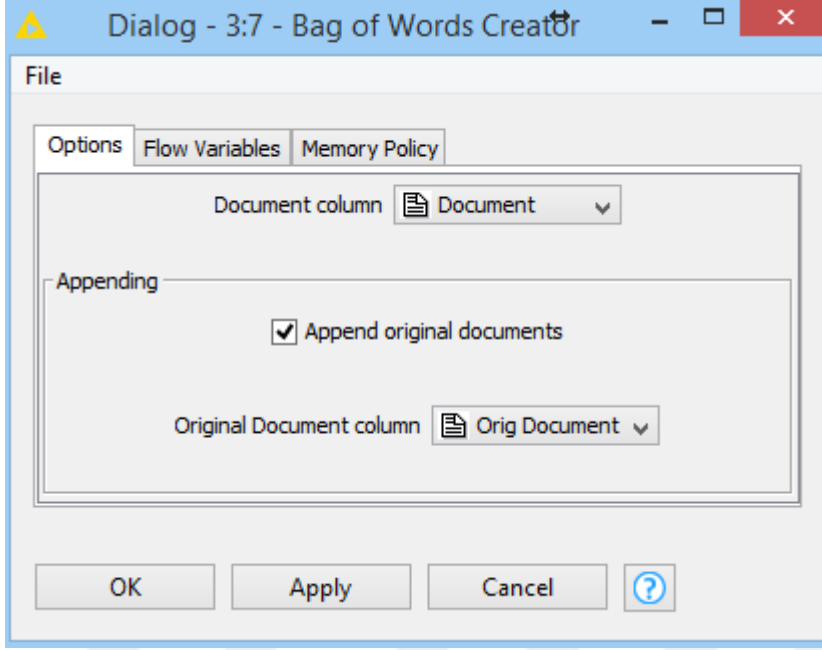 Dialog - 3:7 - Bag of Words Creator
File
Options Flow Variables Memory Policy
Document column Document
Appending
Append original documents
Original Document column Orig Document
OK Apply Cancel ?